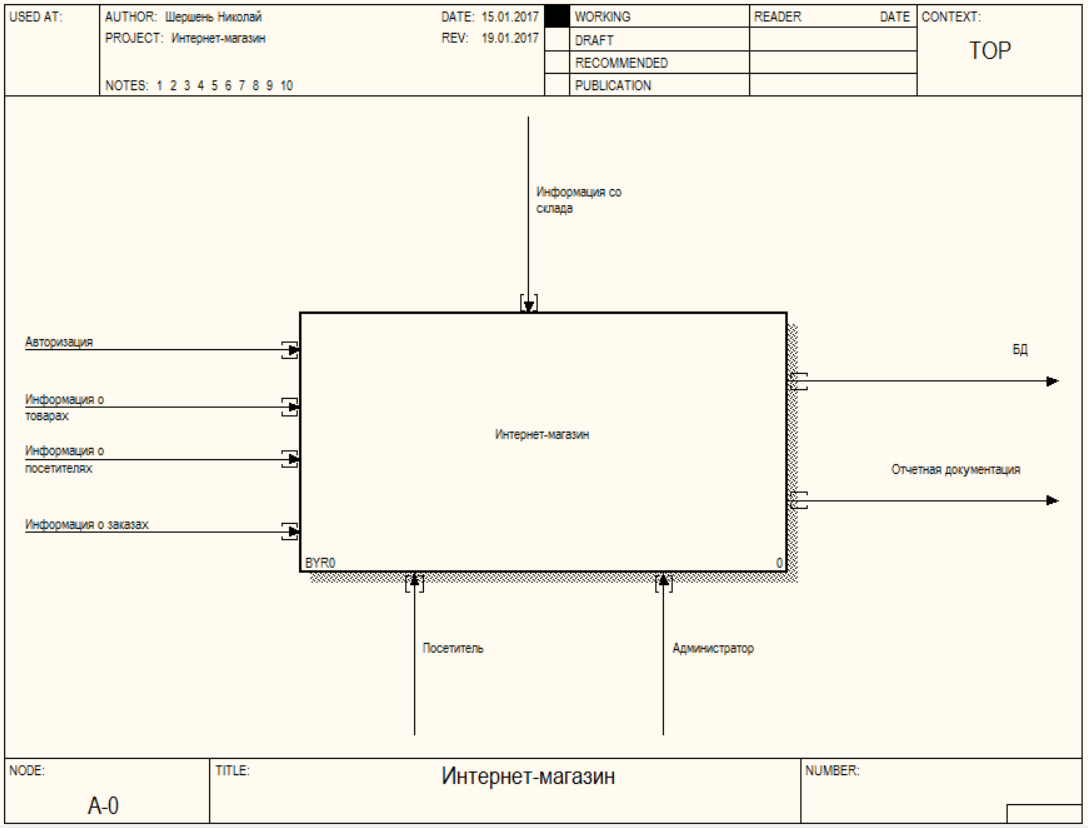 USED AT:
AUTHOR: Шершень Николай
DATE: 15.01.2017
PROJECT: Интернет-магазин
REV: 19.01.2017
NOTES: 1 2 3 4 5 6 7 8 9 10
WORKING
DRAFT
RECOMMENDED
PUBLICATION
READER
DATE
CONTEXT:
TOP
Информация со
склада
Авторизация
Информация о
товарах
Информация о
посетителях
Информация о заказах
Интернет-магазин
BYR0
0
БД
Отчетная документация
Посетитель
Администратор
NODE:
A-0
TITLE:
Интернет-магазин
NUMBER: